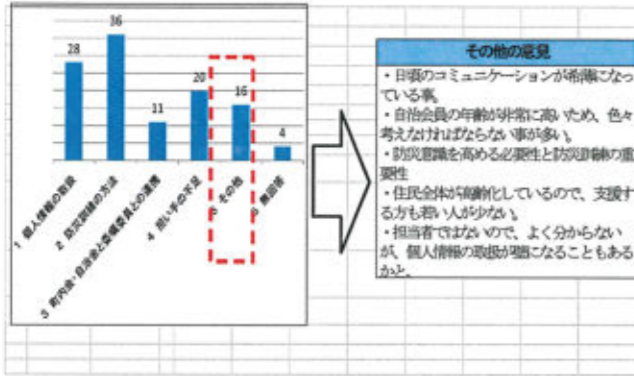 28
36
11
20
16
4
1 個人情報の取扱
2 防災訓練の方法
3 町内会・自治会と委員との連携
4 担い手の不足
5 その他
6 無回答
その他の意見
・日頃のコミュニケーションが希薄になっ
ている事。
・自治会員の年齢が非常に高いため、色々
考えなければならない事が多い。
・防災意識を高める必要性と防災訓練の重
要性
・住民全体が高齢化しているので、支援す
る方も若い人が少ない。
・担当者ではないので、よく分からない
が、個人情報の取扱が壁になることもある
かと。